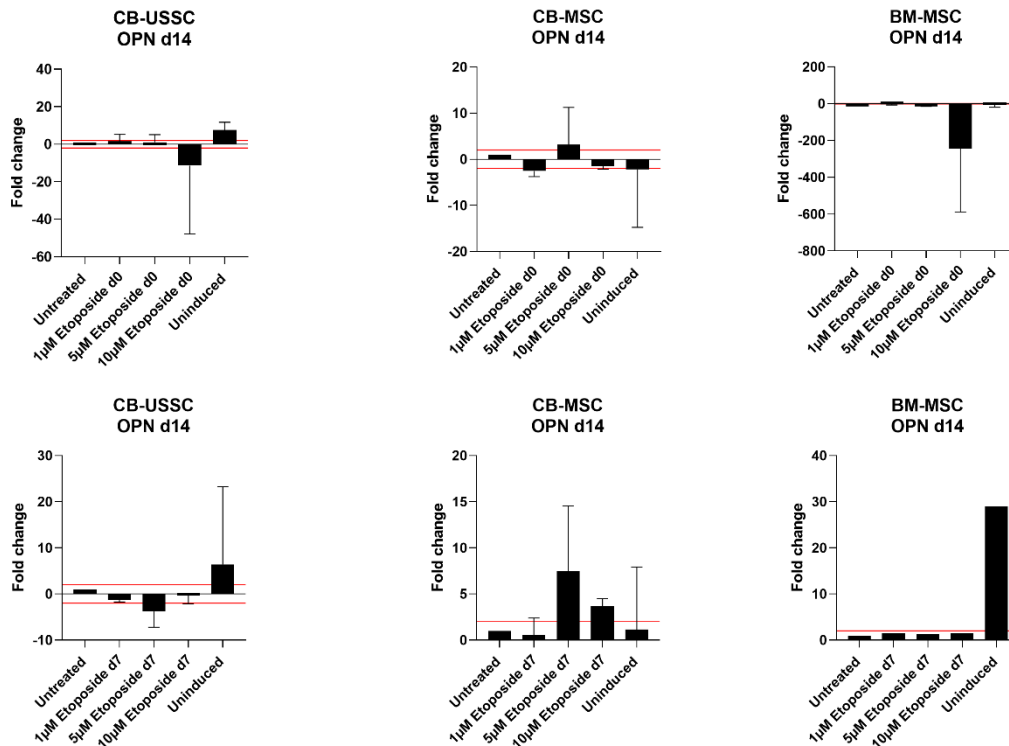 CB-USSC
OPN d14
Fold change
40
20
0
-20
-40
-60
Untreated
1µM Etoposide d0
5µM Etoposide d0
10µM Etoposide d0
Uninduced
CB-MSC
OPN d14
Fold change
20
10
0
-10
-20
Untreated
1µM Etoposide d0
5µM Etoposide d0
10µM Etoposide d0
Uninduced
BM-MSC
OPN d14
Fold change
200
0
-200
-400
-600
-800
Untreated
1µM Etoposide d0
5µM Etoposide d0
10µM Etoposide d0
Uninduced
CB-USSC
OPN d14
Fold change
30
20
10
0
-10
Untreated
1µM Etoposide d7
5µM Etoposide d7
10µM Etoposide d7
Uninduced
CB-MSC
OPN d14
Fold change
20
15
10
5
0
Untreated
1µM Etoposide d7
5µM Etoposide d7
10µM Etoposide d7
Uninduced
BM-MSC
OPN d14
Fold change
40
30
20
10
0
Untreated
1µM Etoposide d7
5µM Etoposide d7
10µM Etoposide d7
Uninduced